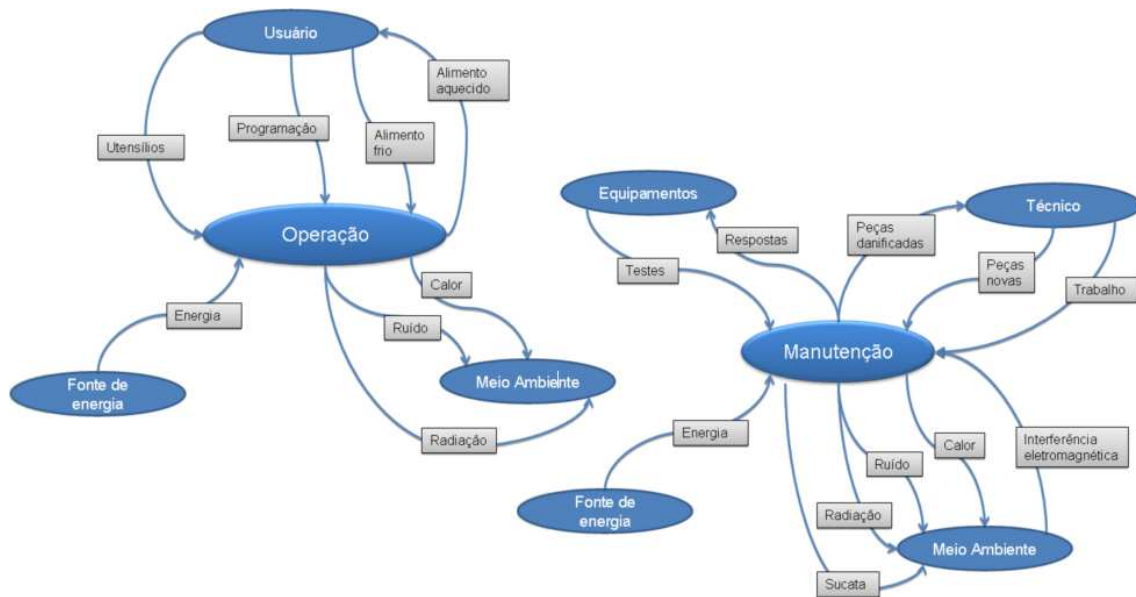 Usuário
Alimento
aquecido
Programação
Alimento
frio
Utensílios
Operação
Energia
Calor
Ruído
Fonte de
energia
Meio Ambiente
Radiação
Equipamentos
Técnico
Respostas
Peças
danificadas
Testes
Peças
novas
Trabalho
Manutenção
Energia
Calor
Interferência
eletromagnética
Ruído
Fonte de
energia
Radiação
Meio Ambiente
Sucata